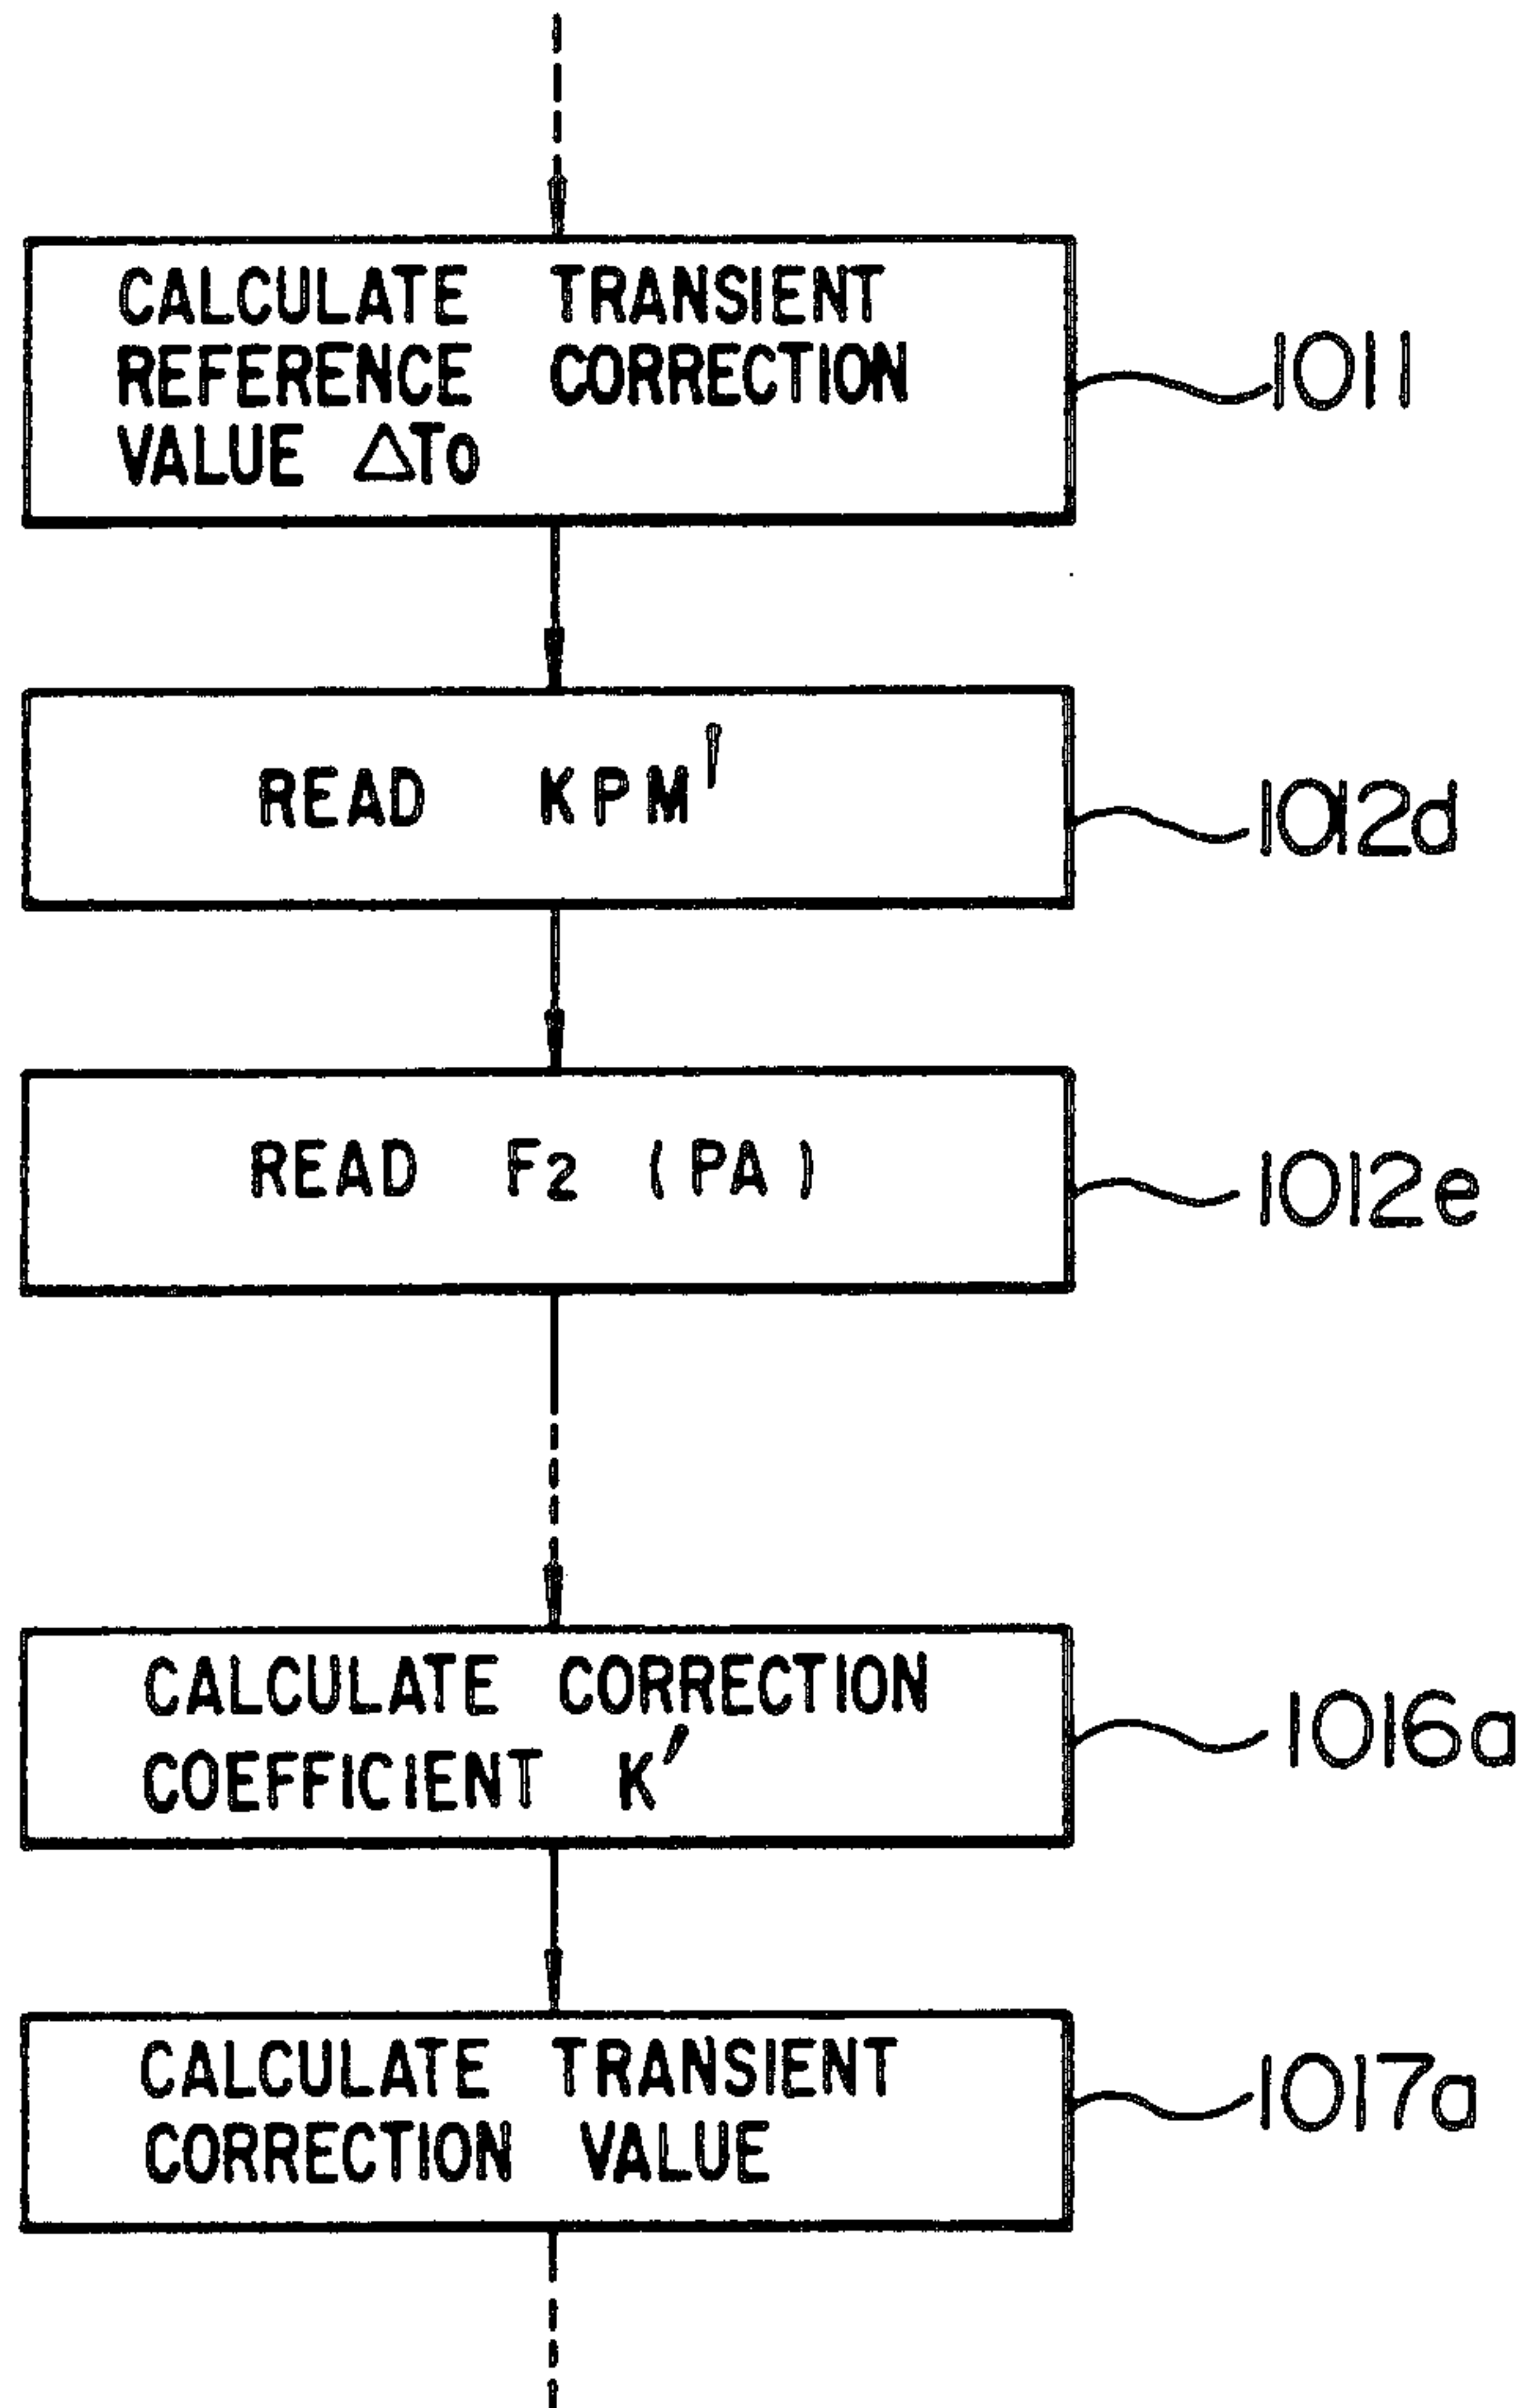 CALCULATE TRANSIENT
REFERENCE CORRECTION
VALUE ΔTo
1011
READ KPM'
1012d
READ F2 (PA)
1012e
CALCULATE CORRECTION
COEFFICIENT K'
1016a
CALCULATE TRANSIENT
CORRECTION VALUE
1017a